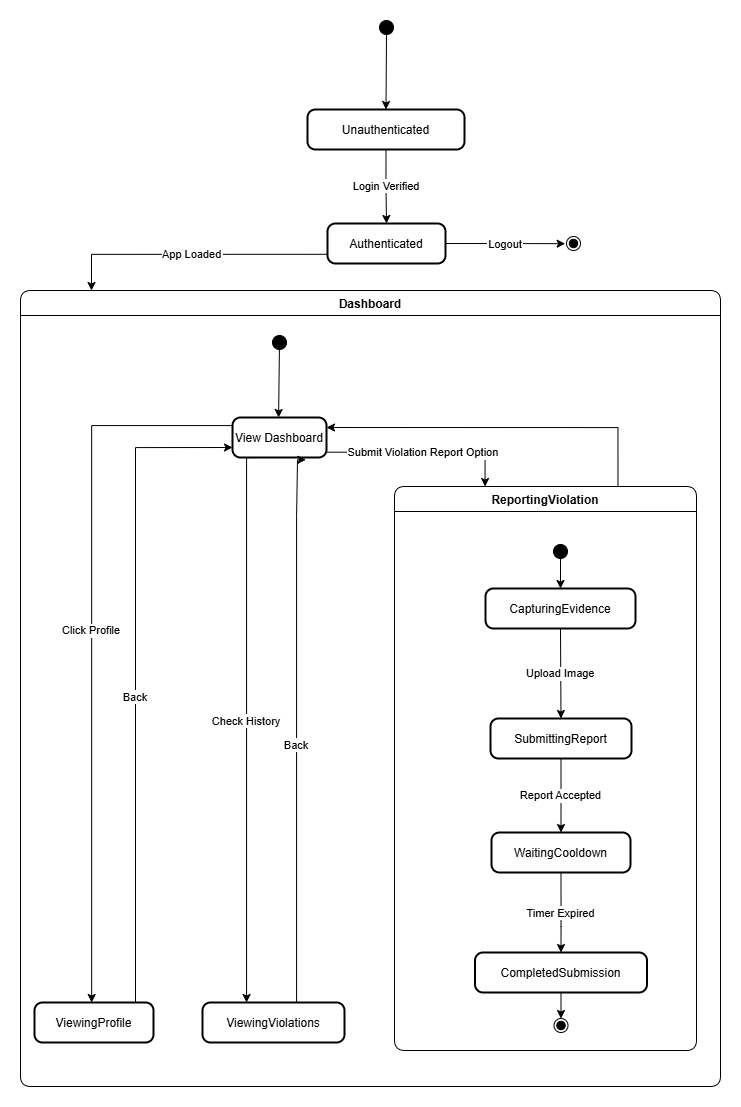 Unauthenticated
Login Verified
Authenticated
Logout
App Loaded
Dashboard
View Dashboard
Submit Violation Report Option
ReportingViolation
CapturingEvidence
Click Profile
Upload Image
Back
Check History
SubmittingReport
Back
Report Accepted
WaitingCooldown
Timer Expired
CompletedSubmission
ViewingProfile
ViewingViolations